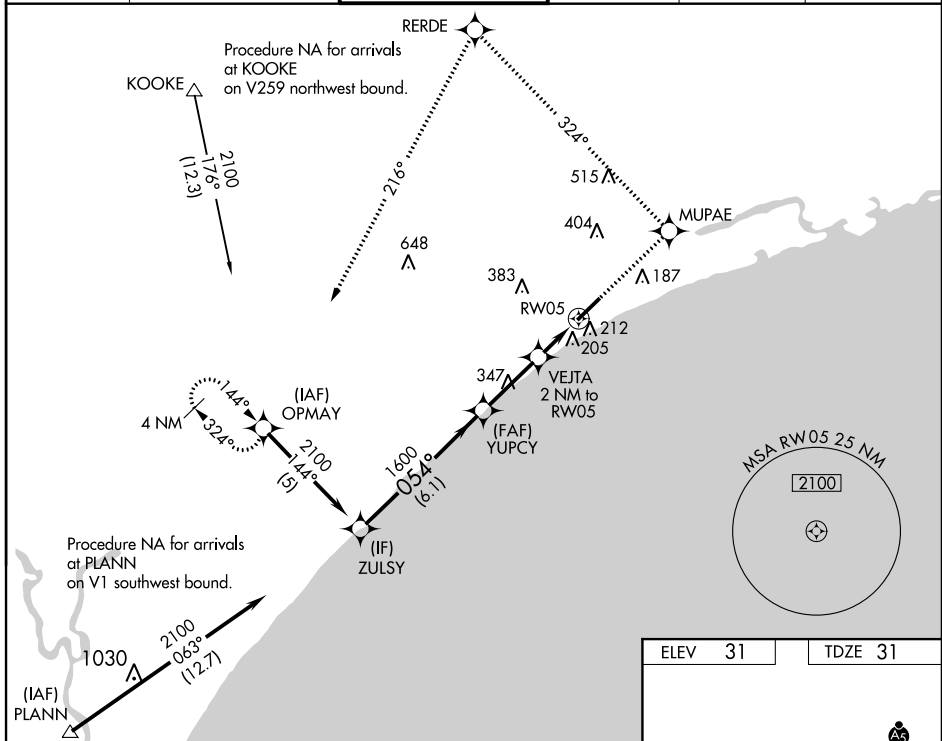 RERDE
Procedure NA for arrivals
at KOOKE
on V259 northwest bound.
KOOKE
2100
176°
(12.3)
216°
324°
515
404
MUPAE
648
383
187
RW05
212
205
347
VEJTA
2 NM to
RW05
(FAF)
YUPCY
144°
324°
4 NM
(IAF)
OPMAY
2100
144°
(5)
1600
054°
(6.1)
(IF)
ZULSY
MSA RW05 25 NM
2100
Procedure NA for arrivals
at PLANN
on V1 southwest bound.
2100
063°
(12.7)
1030
(IAF)
PLANN
ELEV 31
TDZE 31
A5